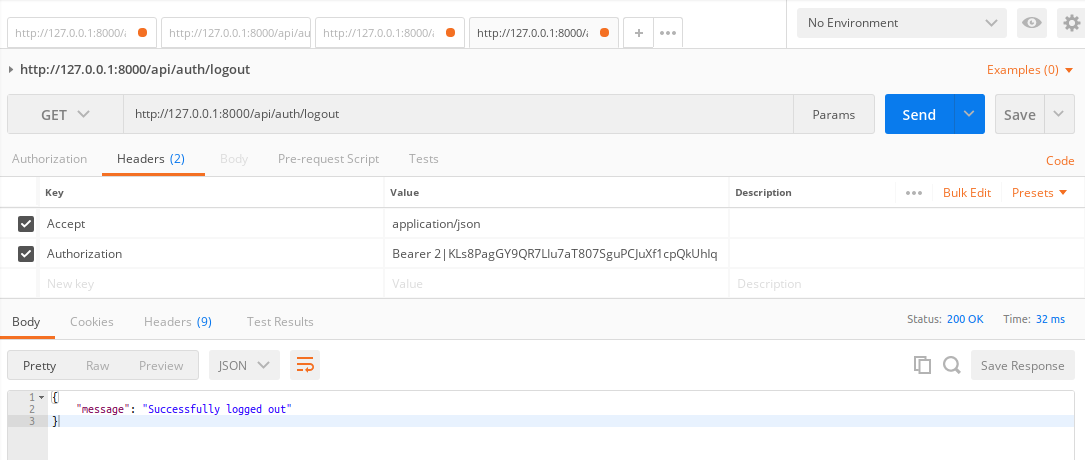 http://127.0.0.1:8000/a http://127.0.0.1:8000/api/au http://127.0.0.1:8000/a http://127.0.0.1:8000/a + ••• No Environment
http://127.0.0.1:8000/api/auth/logout Examples (0)
GET http://127.0.0.1:8000/api/auth/logout Params Send Save
Authorization Headers (2) Body Pre-request Script Tests Code
Key Value Description ••• Bulk Edit Presets
Accept application/json
Authorization Bearer 2|KLs8PagGY9QR7LIu7aT807SguPCJuXf1cpQkUhIq
New key Value Description
Body Cookies Headers (9) Test Results Status: 200 OK Time: 32 ms
Pretty Raw Preview JSON Save Response
1 {
2 "message": "Successfully logged out"
3 }